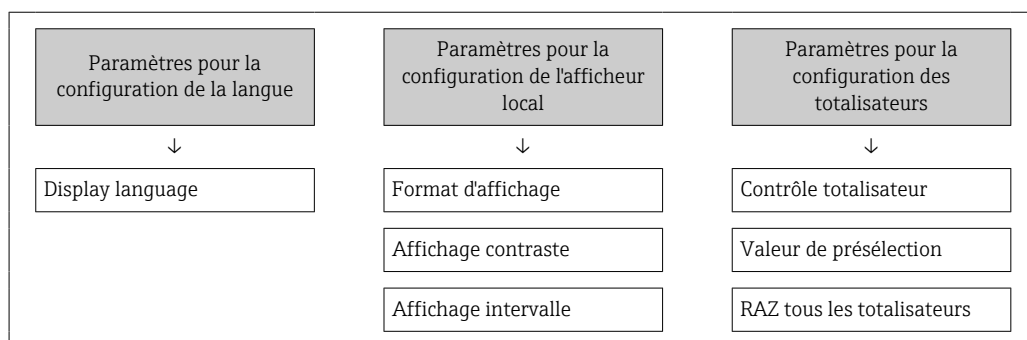 Paramètres pour la
configuration de la langue
Display language
Paramètres pour la
configuration de l'afficheur
local
Format d'affichage
Affichage contraste
Affichage intervalle
Paramètres pour la
configuration des
totalisateurs
Contrôle totalisateur
Valeur de présélection
RAZ tous les totalisateurs